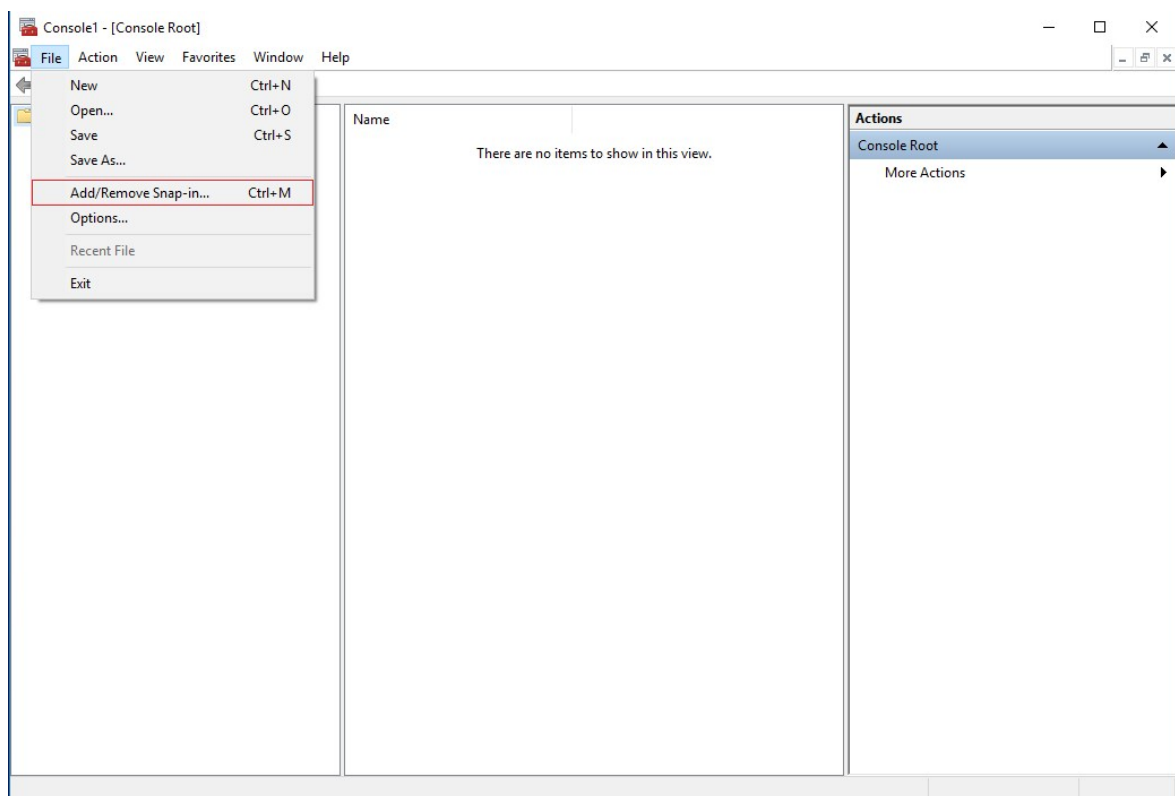 Console1 - [Console Root]
File Action View Favorites Window Help
New Ctrl+N
Open... Ctrl+O
Save Ctrl+S
Save As...
Add/Remove Snap-in... Ctrl+M
Options...
Recent File
Exit
Name
There are no items to show in this view.
Actions
Console Root
More Actions